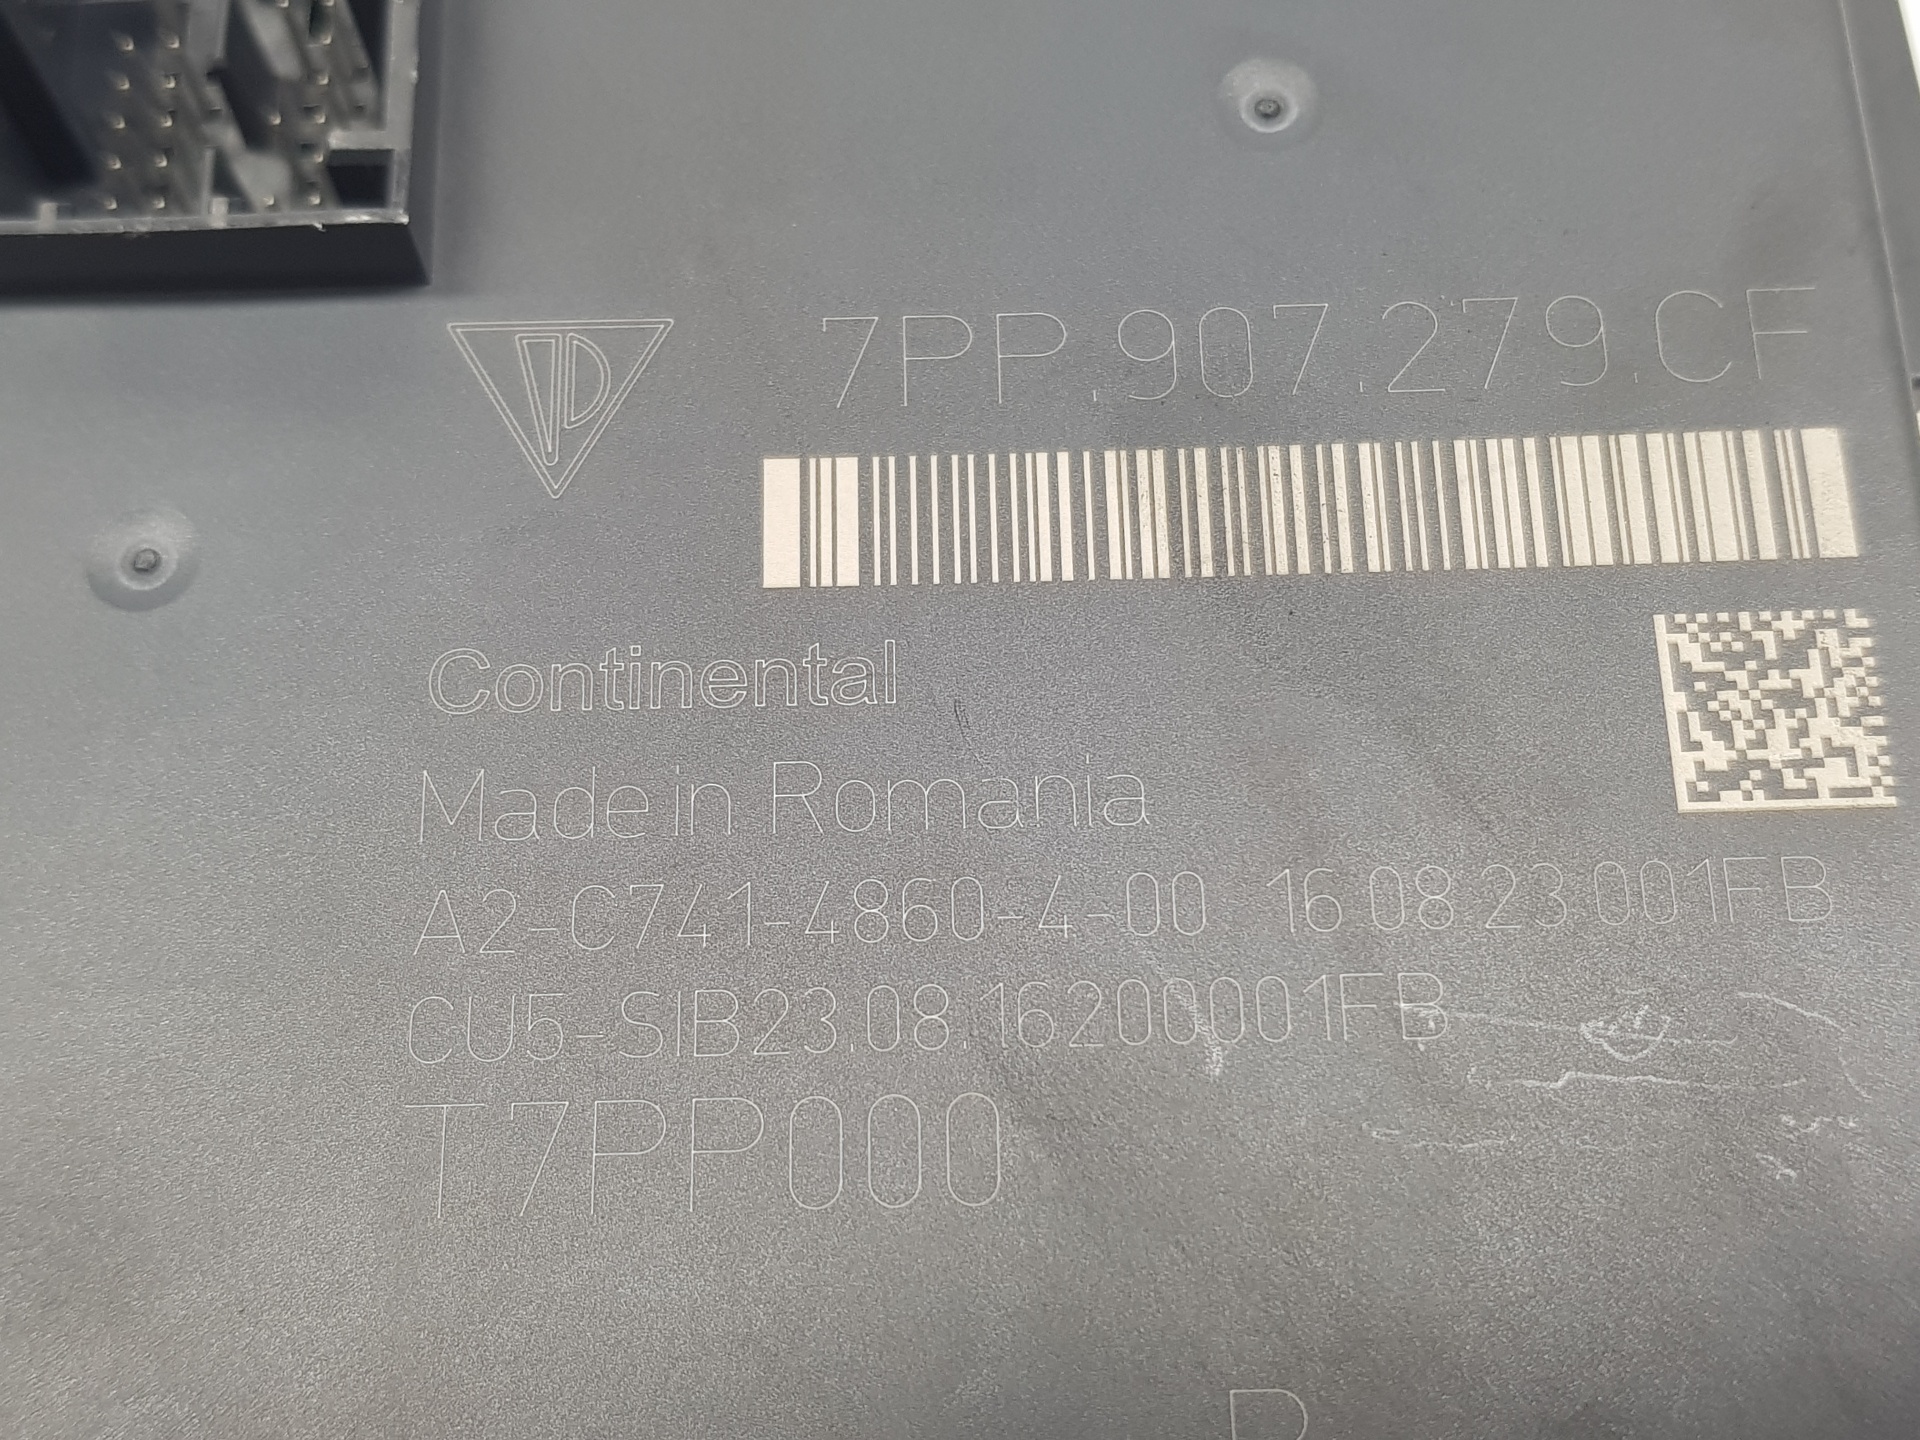 7PP.907.279.CF
Continental
Made in Romania
A2-C741-4860-4-00 16.08.23 001FB
CU5-SIB23.08.16200001FB
T7PP000